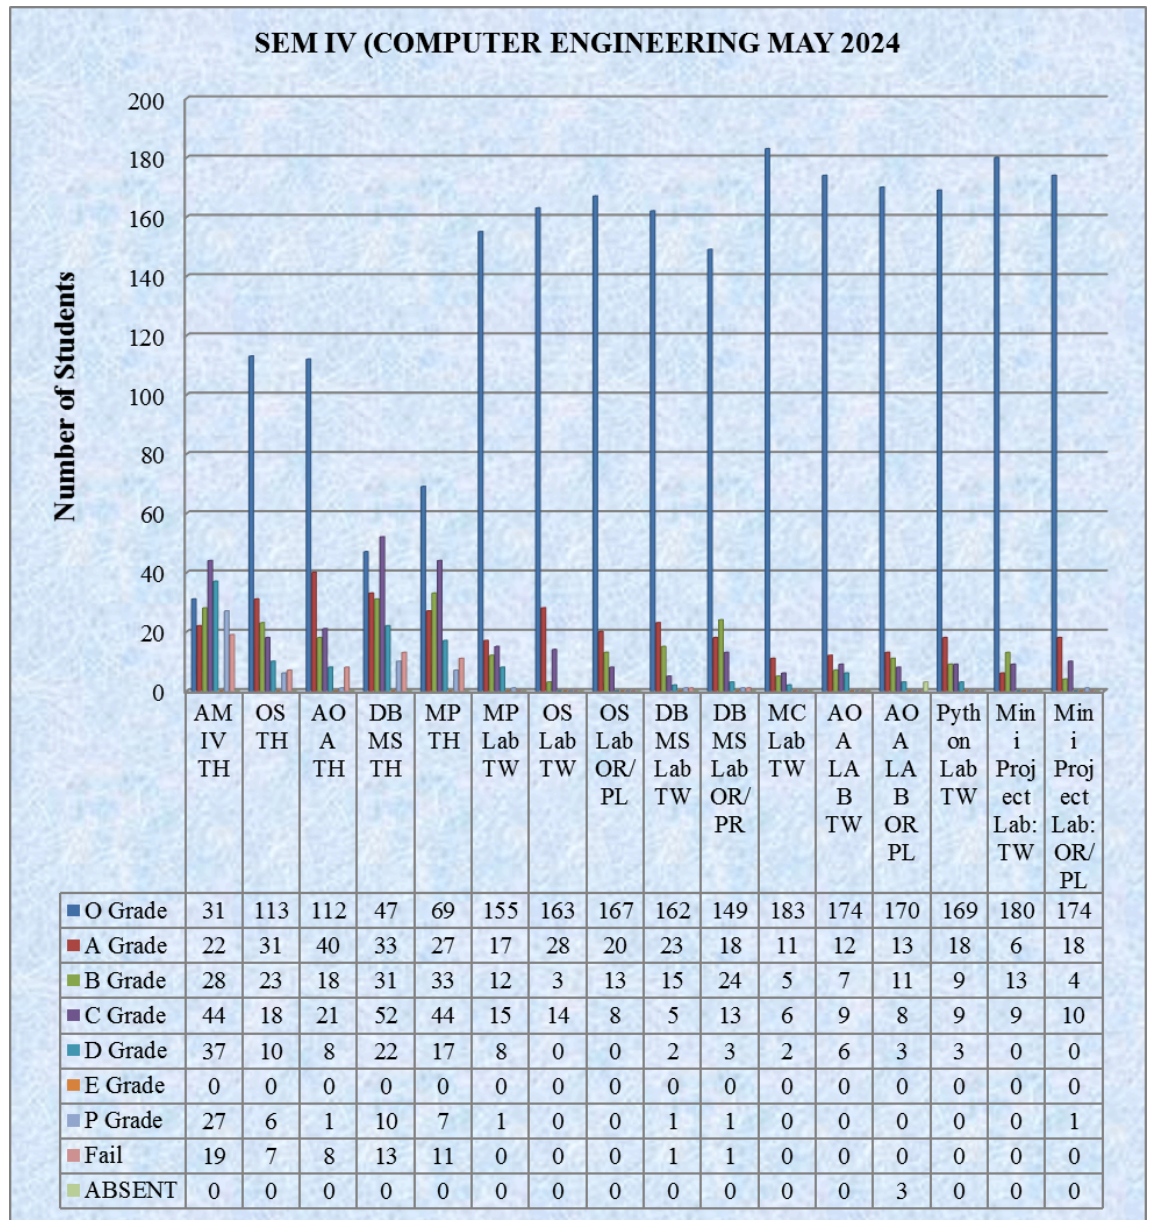 SEM IV (COMPUTER ENGINEERING MAY 2024
Number of Students
200
180
160
140
120
100
80
60
40
20
0
AM IV TH
OS TH
AO A TH
DB MS TH
MP TH
MP Lab TW
OS Lab TW
OS Lab OR/ PL
DB MS Lab TW
DB MS Lab OR/ PR
MC Lab TW
AO A LA B TW
AO A LA B OR PL
Pyth on Lab TW
Min i Proj ect Lab: TW
Min i Proj ect Lab: OR/ PL
O Grade 31 113 112 47 69 155 163 167 162 149 183 174 170 169 180 174
A Grade 22 31 40 33 27 17 28 20 23 18 11 12 13 18 6 18
B Grade 28 23 18 31 33 12 3 13 15 24 5 7 11 9 13 4
C Grade 44 18 21 52 44 15 14 8 5 13 6 9 8 9 9 10
D Grade 37 10 8 22 17 8 0 0 2 3 2 6 3 3 0 0
E Grade 0 0 0 0 0 0 0 0 0 0 0 0 0 0 0 0
P Grade 27 6 1 10 7 1 0 0 1 1 0 0 0 0 0 1
Fail 19 7 8 13 11 0 0 0 1 1 0 0 0 0 0 0
ABSENT 0 0 0 0 0 0 0 0 0 0 0 0 3 0 0 0